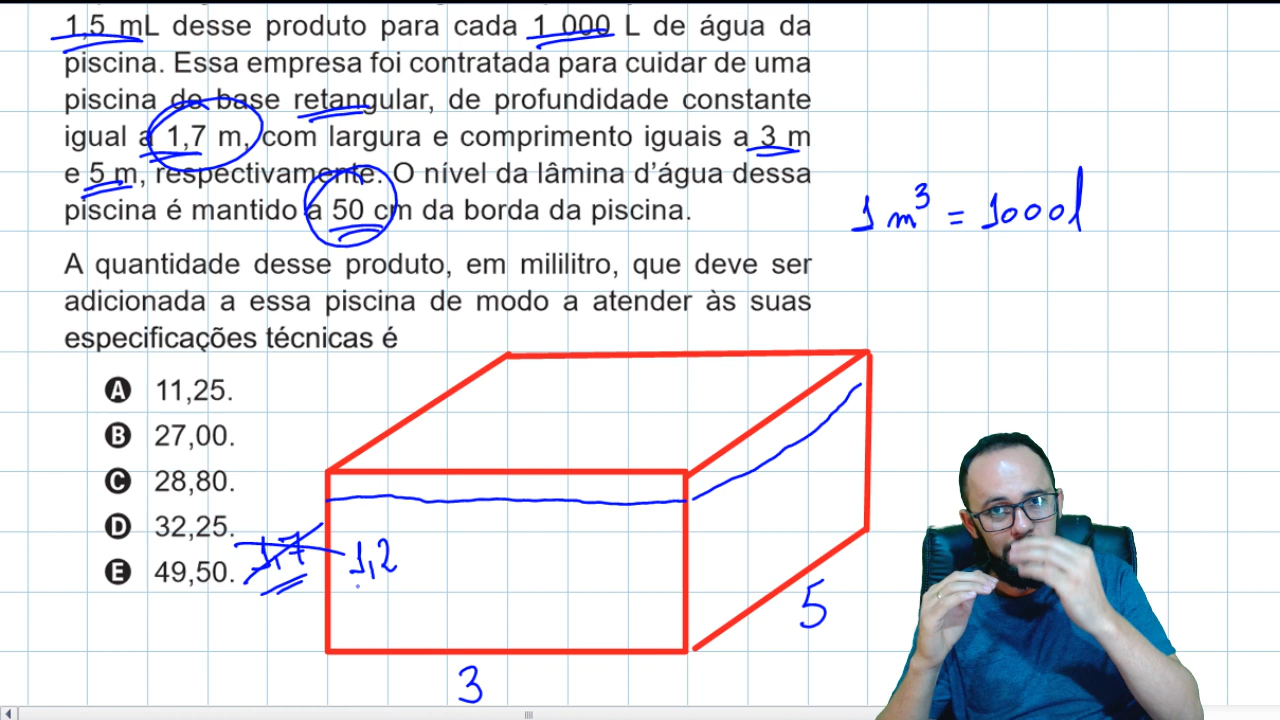 1,5 mL desse produto para cada 1 000 L de água da
piscina. Essa empresa foi contratada para cuidar de uma
piscina de base retangular, de profundidade constante
igual a 1,7 m, com largura e comprimento iguais a 3 m
e 5 m, respectivamente. O nível da lâmina d'água dessa
piscina é mantido a 50 cm da borda da piscina.
1 m³ = 1000l
A quantidade desse produto, em mililitro, que deve ser
adicionada a essa piscina de modo a atender às suas
especificações técnicas é
A 11,25.
B 27,00.
C 28,80.
D 32,25.
E 49,50.
1,7
1,2
5
3